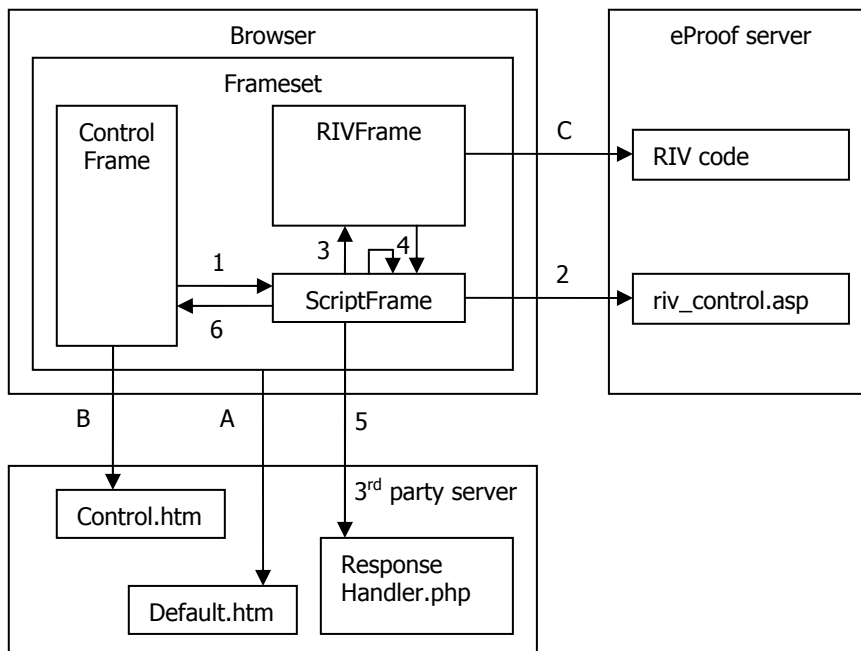 Browser
eProof server
Frameset
Control
Frame
RIVFrame
C
RIV code
3
4
1
2
ScriptFrame
riv_control.asp
6
B
A
5
3rd party server
Control.htm
Response
Handler.php
Default.htm